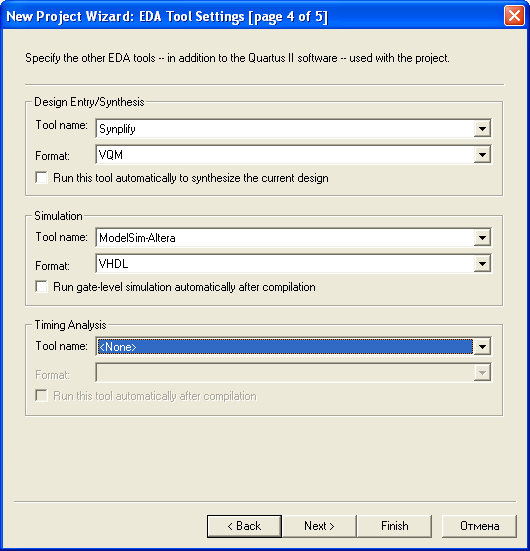 New Project Wizard: EDA Tool Settings [page 4 of 5]
Specify the other EDA tools -- in addition to the Quartus II software -- used with the project.
Design Entry/Synthesis
Tool name: Synplify
Format: VQM
Run this tool automatically to synthesize the current design
Simulation
Tool name: ModelSim-Altera
Format: VHDL
Run gate-level simulation automatically after compilation
Timing Analysis
Tool name: <None>
Format:
Run this tool automatically after compilation
< Back Next > Finish Отмена